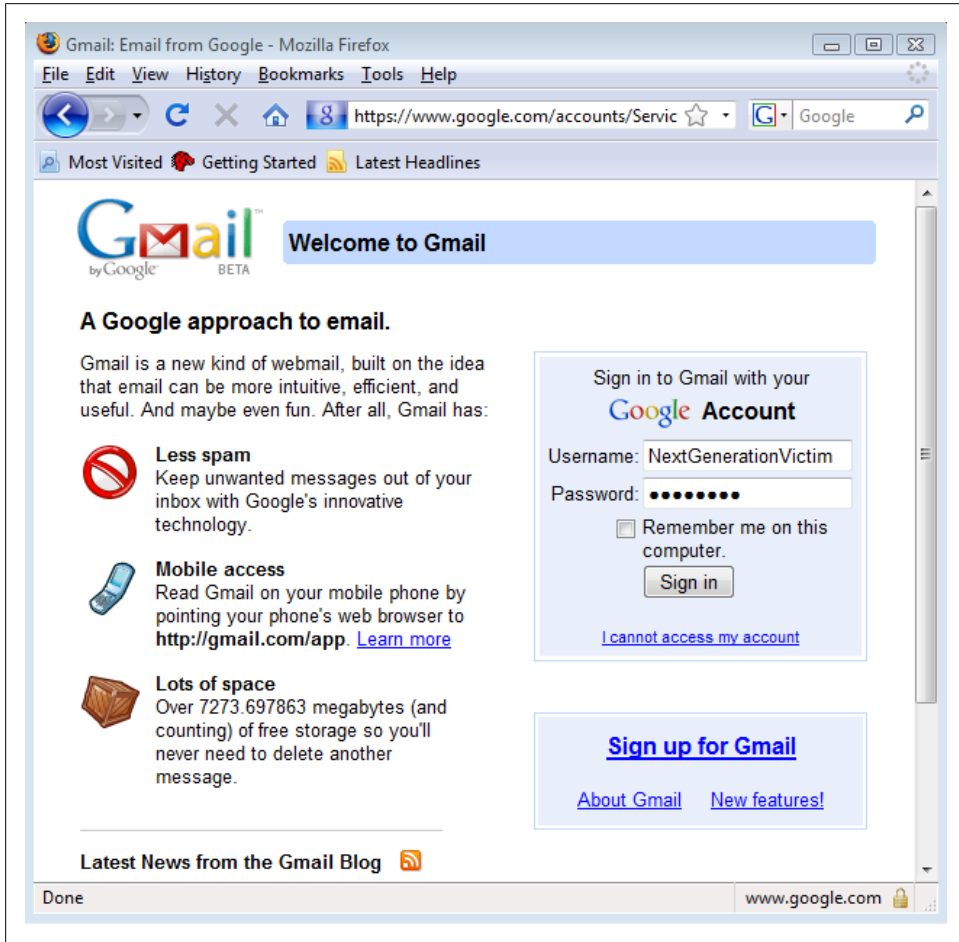 Gmail: Email from Google - Mozilla Firefox
File Edit View History Bookmarks Tools Help
8 https://www.google.com/accounts/Servic G Google
Most Visited Getting Started Latest Headlines
Gmail™
by Google™ BETA
Welcome to Gmail
A Google approach to email.
Gmail is a new kind of webmail, built on the idea
that email can be more intuitive, efficient, and
useful. And maybe even fun. After all, Gmail has:
Less spam
Keep unwanted messages out of your
inbox with Google's innovative
technology.
Mobile access
Read Gmail on your mobile phone by
pointing your phone's web browser to
http://gmail.com/app. Learn more
Lots of space
Over 7273.697863 megabytes (and
counting) of free storage so you'll
never need to delete another
message.
Latest News from the Gmail Blog
Sign in to Gmail with your
Google Account
Username: NextGenerationVictim
Password: ●●●●●●●●
Remember me on this
computer.
Sign in
I cannot access my account
Sign up for Gmail
About Gmail New features!
Done www.google.com